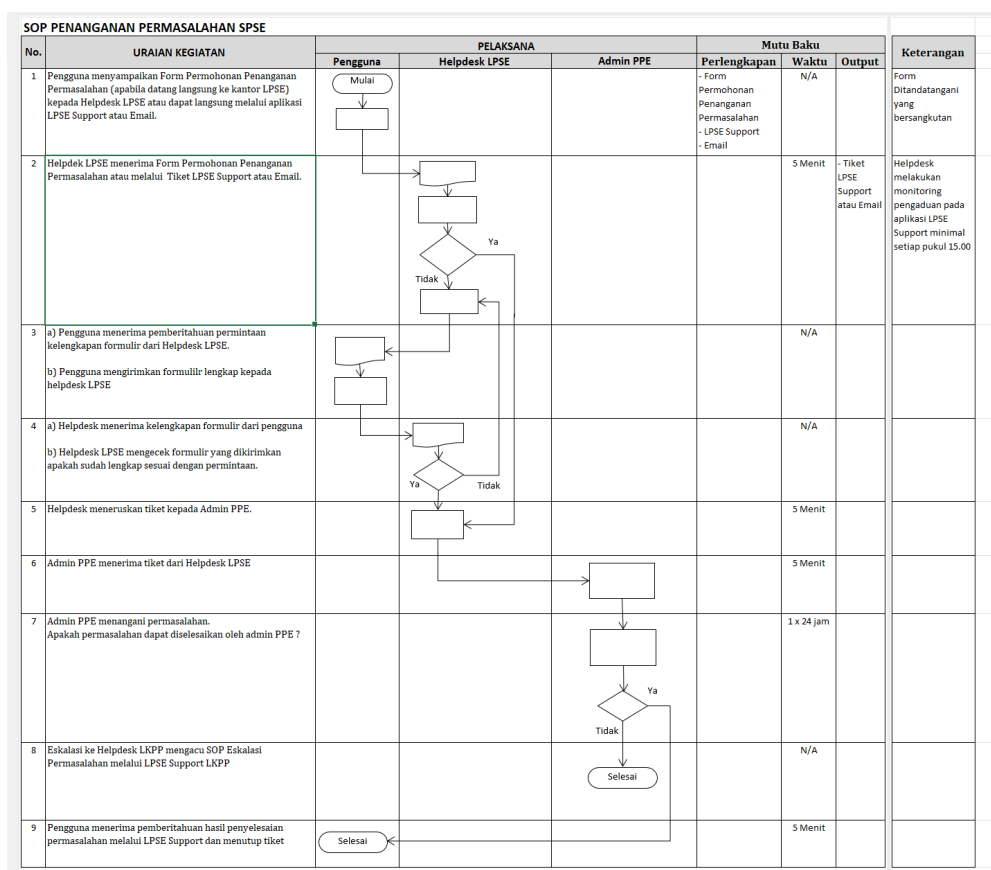 SOP PENANGANAN PERMASALAHAN SPSE
No.
URAIAN KEGIATAN
PELAKSANA
Mutu Baku
Keterangan
Pengguna
Helpdesk LPSE
Admin PPE
Perlengkapan
Waktu
Output
1
Pengguna menyampaikan Form Permohonan Penanganan
Permasalahan (apabila datang langsung ke kantor LPSE)
kepada Helpdesk LPSE atau dapat langsung melalui aplikasi
LPSE Support atau Email.
Mulai
- Form
Permohonan
Penanganan
Permasalahan
- LPSE Support
- Email
N/A
Form
Ditandatangani
yang
bersangkutan
2
Helpdek LPSE menerima Form Permohonan Penanganan
Permasalahan atau melalui Tiket LPSE Support atau Email.
Ya
Tidak
5 Menit
- Tiket
LPSE
Support
atau Email
Helpdesk
melakukan
monitoring
pengaduan pada
aplikasi LPSE
Support minimal
setiap pukul 15.00
3
a) Pengguna menerima pemberitahuan permintaan
kelengkapan formulir dari Helpdesk LPSE.
b) Pengguna mengirimkan formulilr lengkap kepada
helpdesk LPSE
N/A
4
a) Helpdesk menerima kelengkapan formulir dari pengguna
b) Helpdesk LPSE mengecek formulir yang dikirimkan
apakah sudah lengkap sesuai dengan permintaan.
Ya
Tidak
N/A
5
Helpdesk meneruskan tiket kepada Admin PPE.
5 Menit
6
Admin PPE menerima tiket dari Helpdesk LPSE
5 Menit
7
Admin PPE menangani permasalahan.
Apakah permasalahan dapat diselesaikan oleh admin PPE ?
Ya
Tidak
1 x 24 jam
8
Eskalasi ke Helpdesk LKPP mengacu SOP Eskalasi
Permasalahan melalui LPSE Support LKPP
Selesai
N/A
9
Pengguna menerima pemberitahuan hasil penyelesaian
permasalahan melalui LPSE Support dan menutup tiket
Selesai
5 Menit